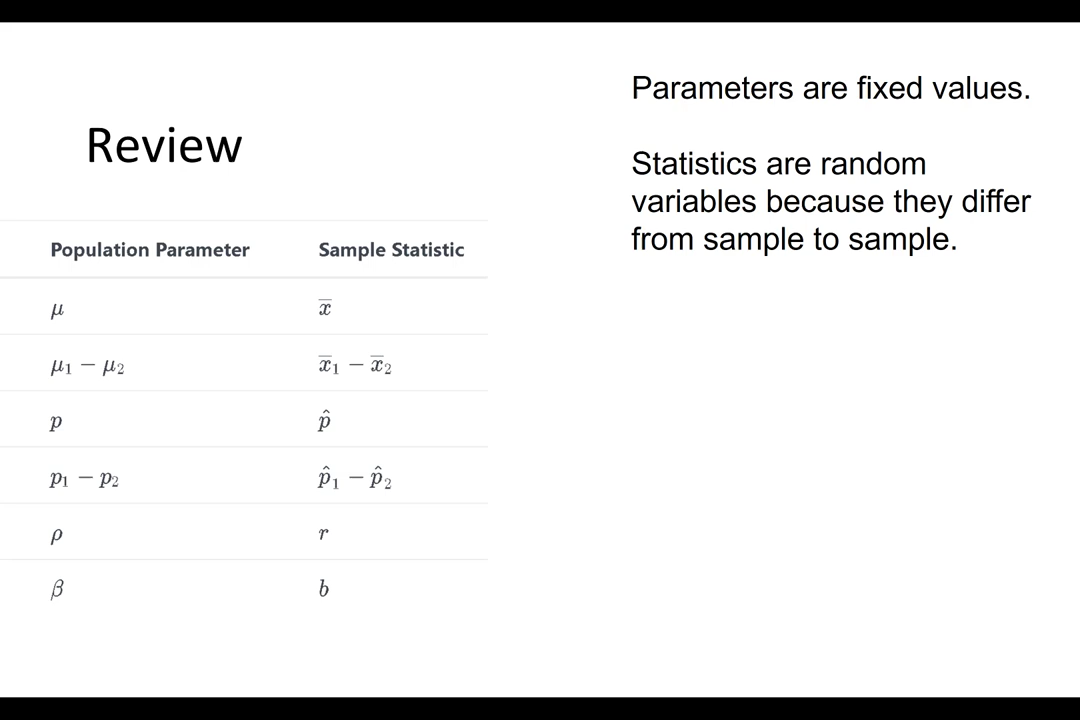 Review
Population Parameter Sample Statistic
μ x̅
μ₁ − μ₂ x̅₁ − x̅₂
p p̂
p₁ − p₂ p̂₁ − p̂₂
ρ r
β b
Parameters are fixed values.
Statistics are random
variables because they differ
from sample to sample.